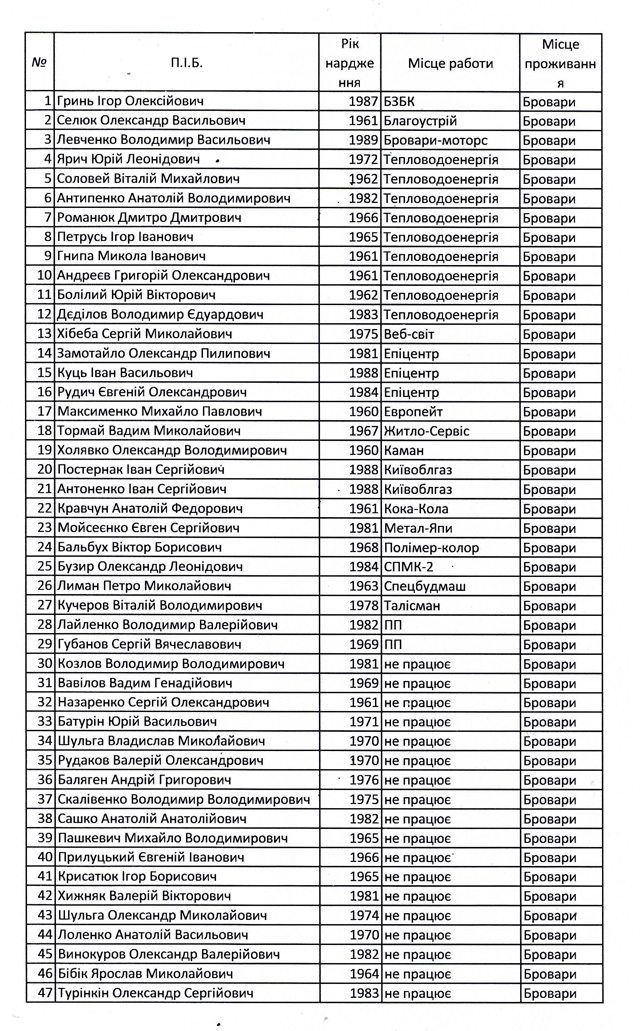 № П.І.Б. Рік нардже ння Місце работи Місце проживанн я
1 Гринь Ігор Олексійович 1987 БЗБК Бровари
2 Селюк Олександр Васильович 1961 Благоустрій Бровари
3 Левченко Володимир Васильович 1989 Бровари-моторс Бровари
4 Ярич Юрій Леонідович 1972 Тепловодоенергія Бровари
5 Соловей Віталій Михайлович 1962 Тепловодоенергія Бровари
6 Антипенко Анатолій Володимирович 1982 Тепловодоенергія Бровари
7 Романюк Дмитро Дмитрович 1966 Тепловодоенергія Бровари
8 Петрусь Ігор Іванович 1965 Тепловодоенергія Бровари
9 Гнипа Микола Іванович 1961 Тепловодоенергія Бровари
10 Андреєв Григорій Олександрович 1961 Тепловодоенергія Бровари
11 Болілий Юрій Вікторович 1962 Тепловодоенергія Бровари
12 Дєділов Володимир Єдуардович 1983 Тепловодоенергія Бровари
13 Хібеба Сергій Миколайович 1975 Веб-світ Бровари
14 Замотайло Олександр Пилипович 1981 Епіцентр Бровари
15 Куць Іван Васильович 1988 Епіцентр Бровари
16 Рудич Євгеній Олександрович 1984 Епіцентр Бровари
17 Максименко Михайло Павлович 1960 Европейт Бровари
18 Тормай Вадим Миколайович 1967 Житло-Сервіс Бровари
19 Холявко Олександр Володимирович 1960 Каман Бровари
20 Постернак Іван Сергійович 1988 Київоблгаз Бровари
21 Антоненко Іван Сергійович 1988 Київоблгаз Бровари
22 Кравчун Анатолій Федорович 1961 Кока-Кола Бровари
23 Мойсеєнко Євген Сергійович 1981 Метал-Япи Бровари
24 Бальбух Віктор Борисович 1968 Полімер-колор Бровари
25 Бузир Олександр Леонідович 1984 СПМК-2 Бровари
26 Лиман Петро Миколайович 1963 Спецбудмаш Бровари
27 Кучеров Віталій Володимирович 1978 Талісман Бровари
28 Лайленко Володимир Валерійович 1982 ПП Бровари
29 Губанов Сергій Вячеславович 1969 ПП Бровари
30 Козлов Володимир Володимирович 1981 не працює Бровари
31 Вавілов Вадим Генадійович 1969 не працює Бровари
32 Назаренко Сергій Олександрович 1961 не працює Бровари
33 Батурін Юрій Васильович 1971 не працює Бровари
34 Шульга Владислав Миколайович 1970 не працює Бровари
35 Рудаков Валерій Олександрович 1970 не працює Бровари
36 Баляген Андрій Григорович 1976 не працює Бровари
37 Скалівенко Володимир Володимирович 1975 не працює Бровари
38 Сашко Анатолій Анатолійович 1982 не працює Бровари
39 Пашкевич Михайло Володимирович 1965 не працює Бровари
40 Прилуцький Євгеній Іванович 1966 не працює Бровари
41 Крисатюк Ігор Борисович 1965 не працює Бровари
42 Хижняк Валерій Вікторович 1981 не працює Бровари
43 Шульга Олександр Миколайович 1974 не працює Бровари
44 Лоленко Анатолій Васильович 1970 не працює Бровари
45 Винокуров Олександр Валерійович 1982 не працює Бровари
46 Бібік Ярослав Миколайович 1964 не працює Бровари
47 Турінкін Олександр Сергійович 1983 не працює Бровари